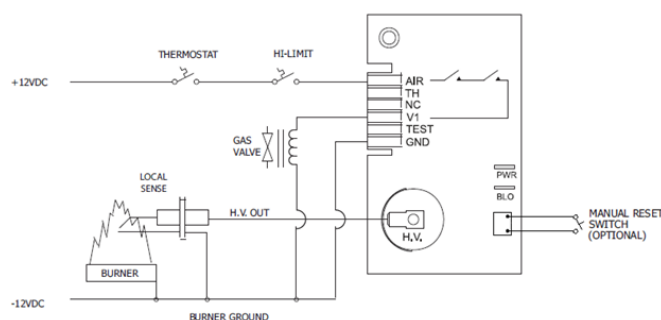 THERMOSTAT
HI-LIMIT
+12VDC
AIR
TH
NC
V1
TEST
GND
GAS
VALVE
PWR
BLO
LOCAL
SENSE
H.V. OUT
H.V.
MANUAL RESET
SWITCH
(OPTIONAL)
BURNER
-12VDC
BURNER GROUND